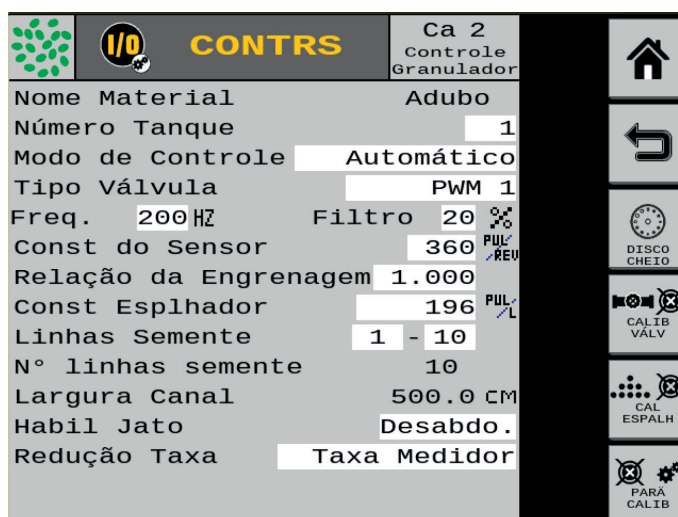 I/O CONTRS Ca 2
Controle
Granulador
Nome Material Adubo
Número Tanque 1
Modo de Controle Automático
Tipo Válvula PWM 1
Freq. 200 HZ Filtro 20 %
Const do Sensor 360 PUL/REV
Relação da Engrenagem 1.000
Const Esplhador 196 PUL/L
Linhas Semente 1 - 10
N° linhas semente 10
Largura Canal 500.0 CM
Habil Jato Desabdo.
Redução Taxa Taxa Medidor
DISCO
CHEIO
CALIB
VÁLV
CAL
ESPALH
PARÄ
CALIB